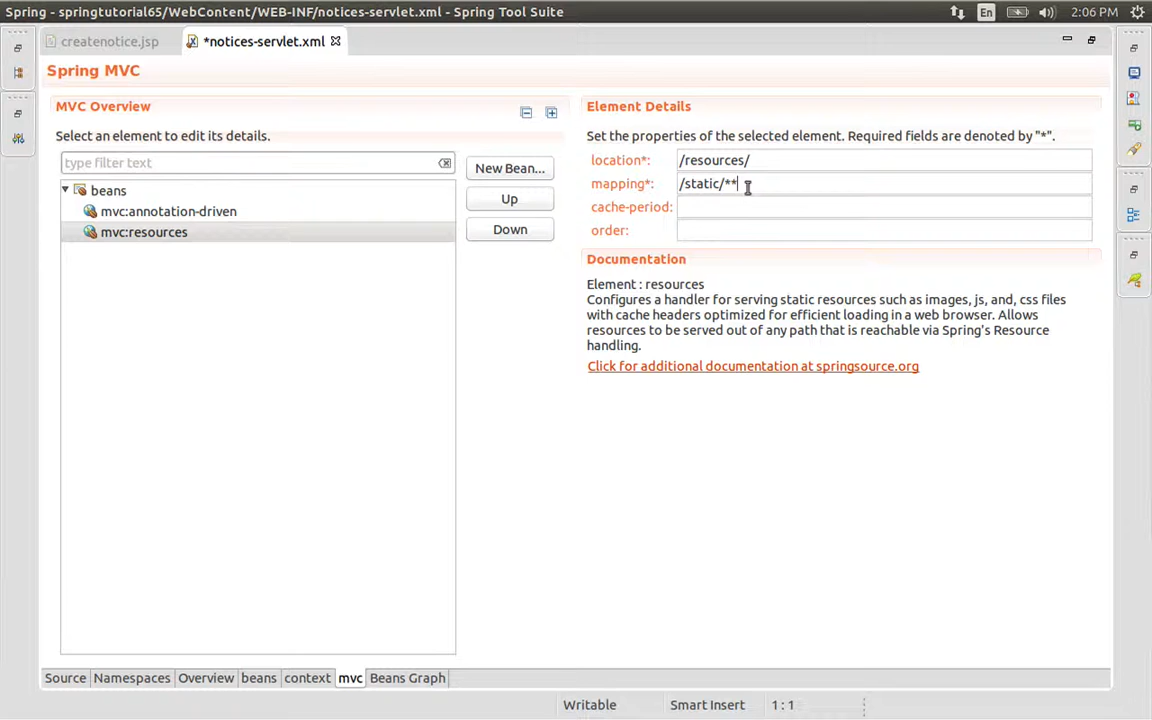 Spring - springtutorial65/WebContent/WEB-INF/notices-servlet.xml - Spring Tool Suite
En
2:06 PM
createnotice.jsp
*notices-servlet.xml
Spring MVC
MVC Overview
Select an element to edit its details.
type filter text
beans
mvc:annotation-driven
mvc:resources
New Bean...
Up
Down
Element Details
Set the properties of the selected element. Required fields are denoted by "*".
location*: /resources/
mapping*: /static/**
cache-period:
order:
Documentation
Element : resources
Configures a handler for serving static resources such as images, js, and, css files
with cache headers optimized for efficient loading in a web browser. Allows
resources to be served out of any path that is reachable via Spring's Resource
handling.
Click for additional documentation at springsource.org
Source Namespaces Overview beans context mvc Beans Graph
Writable Smart Insert 1 : 1